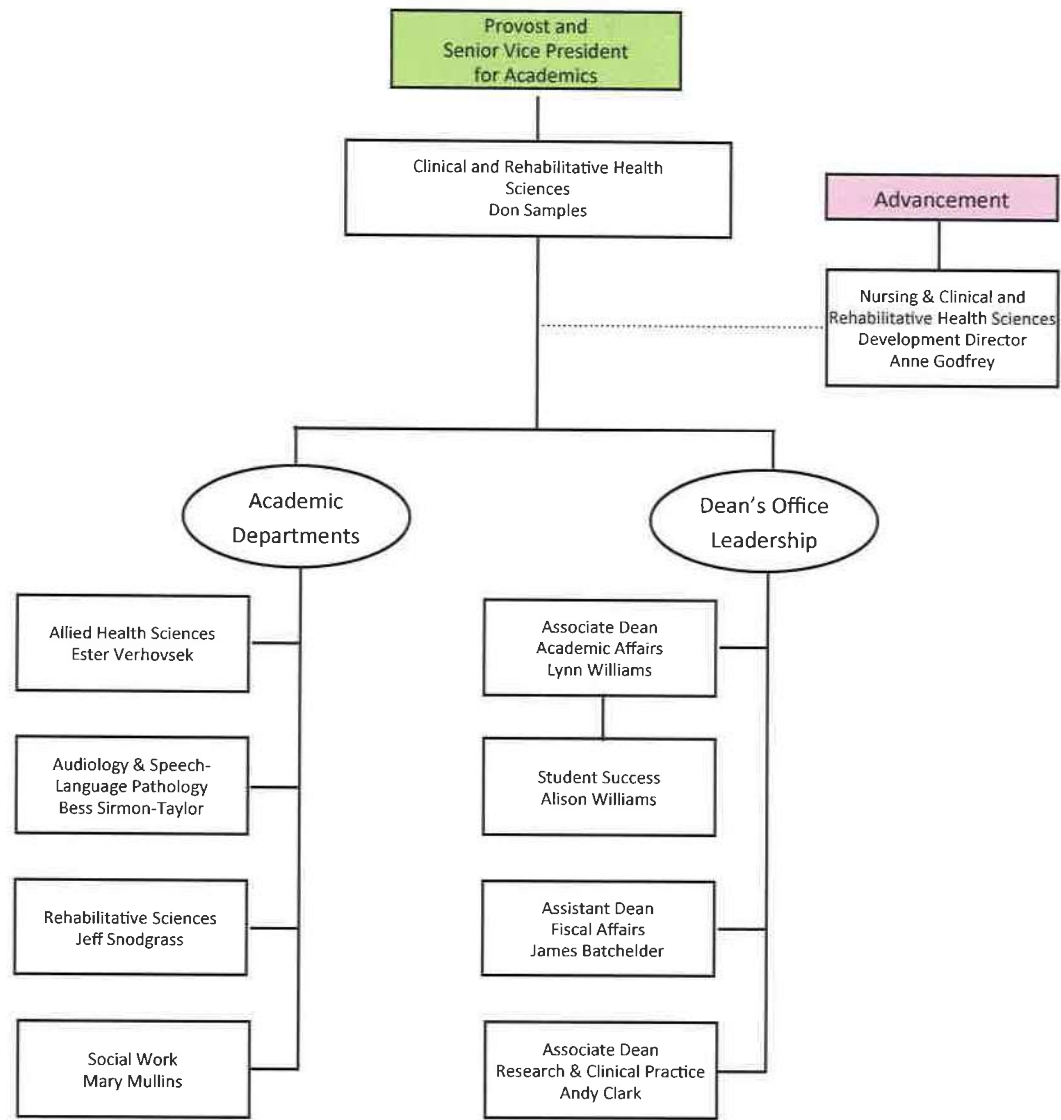 Provost and
Senior Vice President
for Academics
Clinical and Rehabilitative Health
Sciences
Don Samples
Advancement
Nursing & Clinical and
Rehabilitative Health Sciences
Development Director
Anne Godfrey
Academic
Departments
Allied Health Sciences
Ester Verhovsek
Audiology & Speech-
Language Pathology
Bess Sirmon-Taylor
Rehabilitative Sciences
Jeff Snodgrass
Social Work
Mary Mullins
Dean’s Office
Leadership
Associate Dean
Academic Affairs
Lynn Williams
Student Success
Alison Williams
Assistant Dean
Fiscal Affairs
James Batchelder
Associate Dean
Research & Clinical Practice
Andy Clark